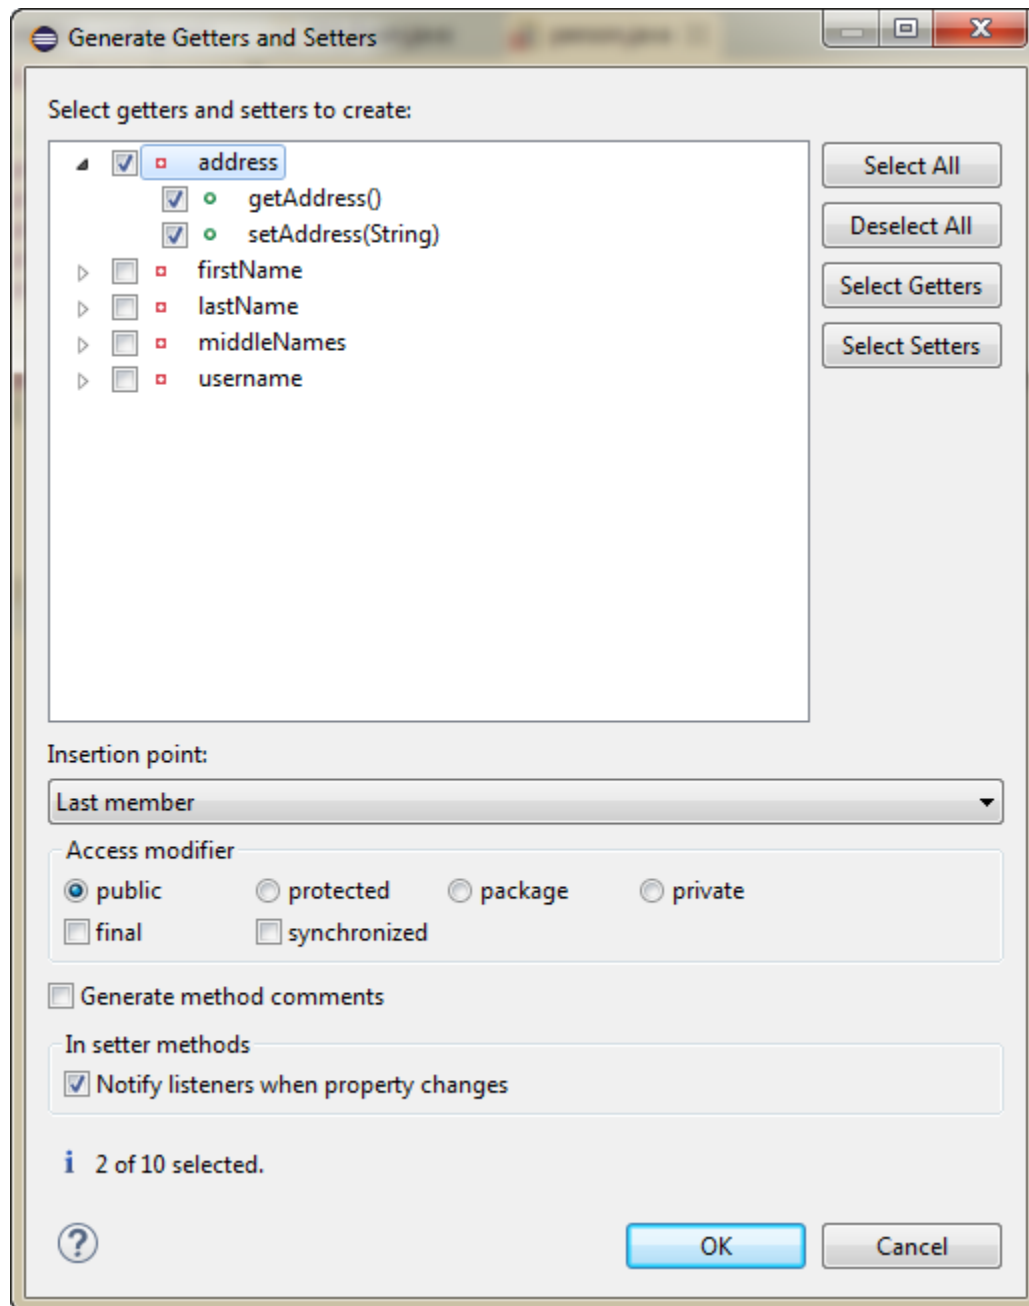 Generate Getters and Setters
Select getters and setters to create:
address
getAddress()
setAddress(String)
firstName
lastName
middleNames
username
Select All
Deselect All
Select Getters
Select Setters
Insertion point:
Last member
Access modifier
public protected package private
final synchronized
Generate method comments
In setter methods
Notify listeners when property changes
i 2 of 10 selected.
? OK Cancel